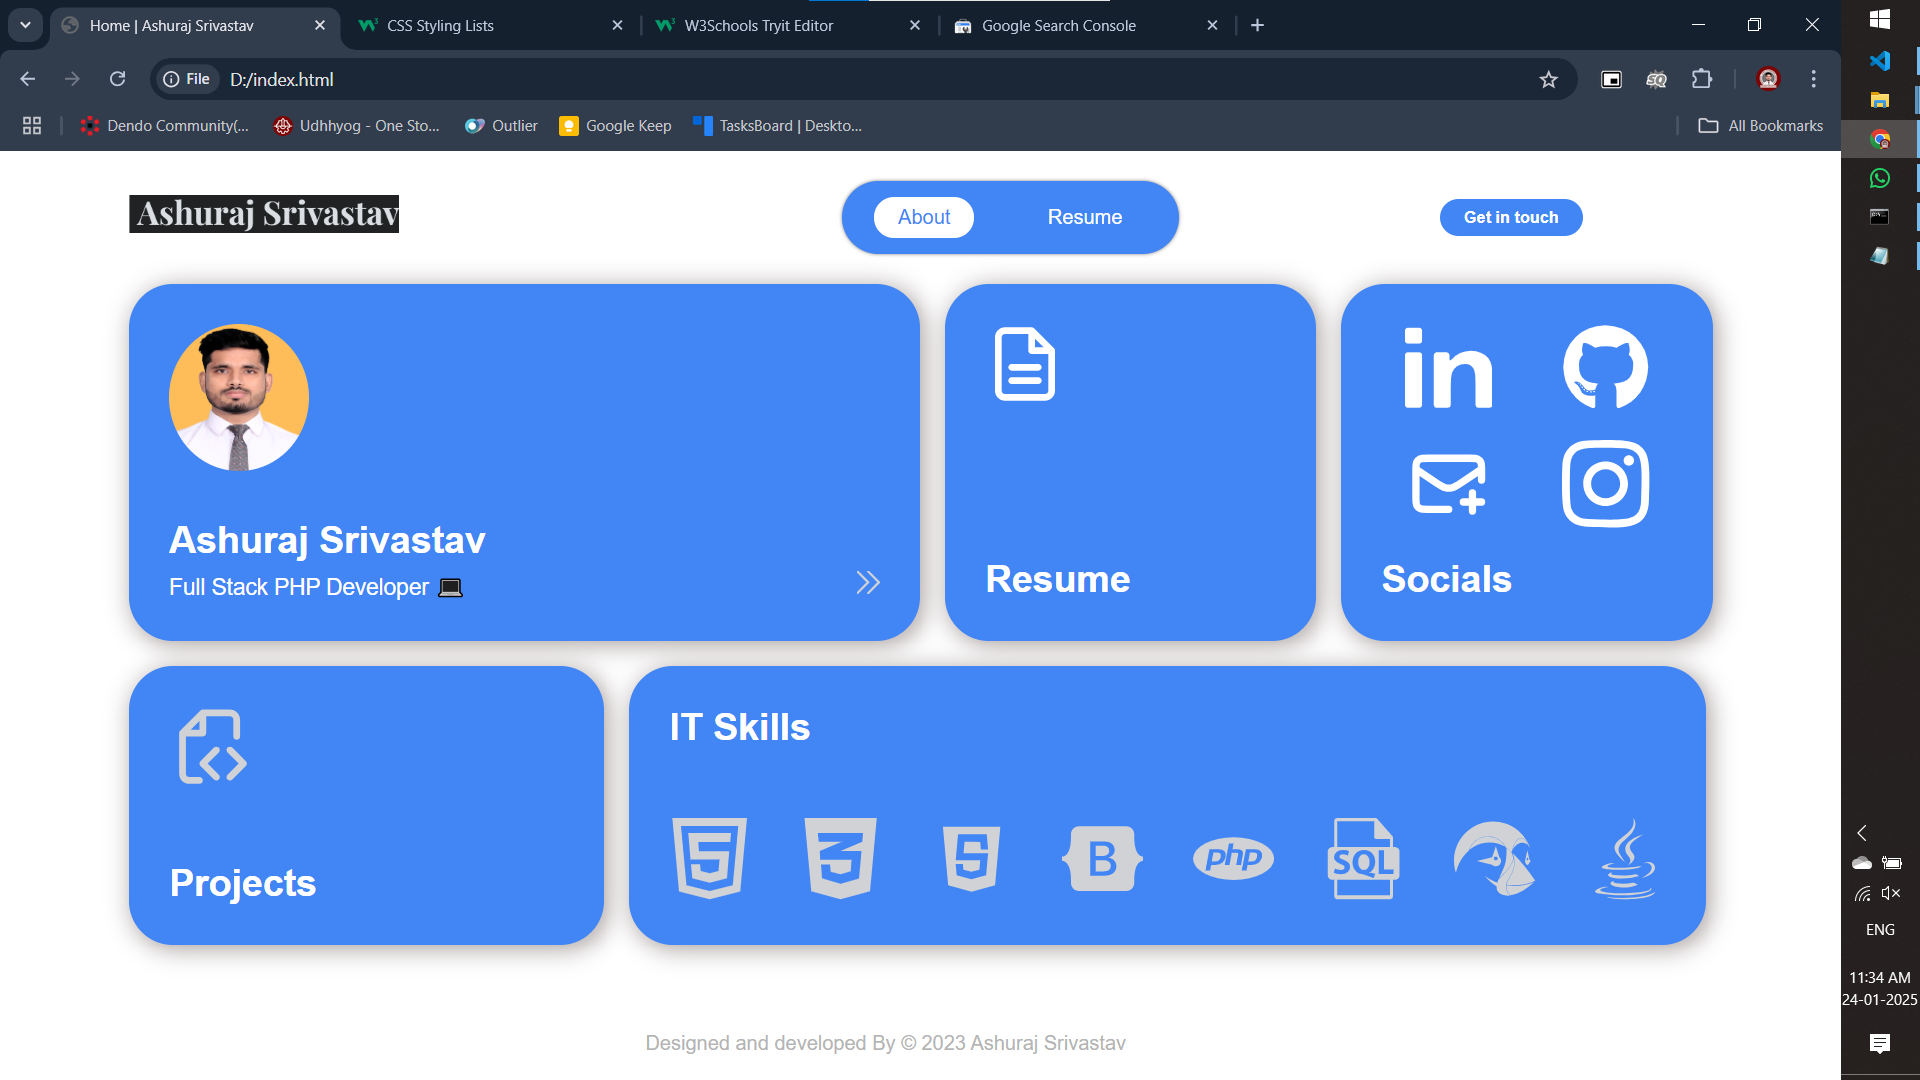 Home | Ashuraj Srivastav
CSS Styling Lists
W3Schools Tryit Editor
Google Search Console
File
D:/index.html
Dendo Community(...
Udhhyog - One Sto...
Outlier
Google Keep
TasksBoard | Deskto...
All Bookmarks
Ashuraj Srivastav
About
Resume
Get in touch
Ashuraj Srivastav
Full Stack PHP Developer
Resume
in
Socials
Projects
IT Skills
5
3
5
B
php
SQL
ENG
11:34 AM
24-01-2025
Designed and developed By © 2023 Ashuraj Srivastav